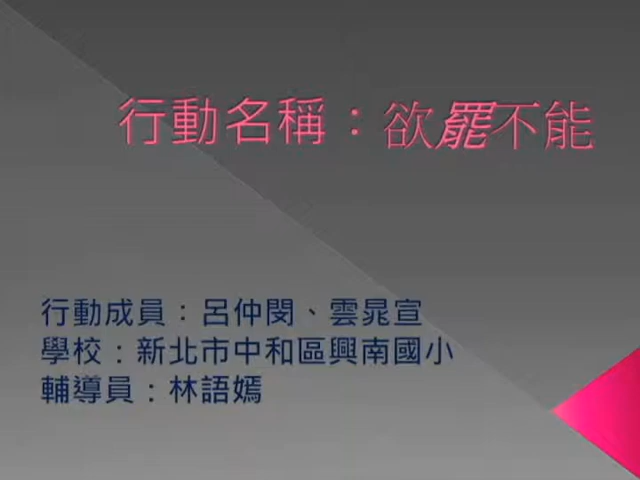 行動名稱：欲罷不能
行動成員：呂仲閔、雲晁宣
學校：新北市中和區興南國小
輔導員：林語嫣